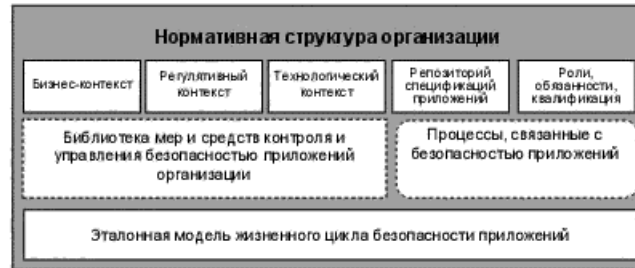 Нормативная структура организации
Бизнес-контекст
Регулятивный
контекст
Технологический
контекст
Репозиторий
спецификаций
приложений
Роли,
обязанности,
квалификация
Библиотека мер и средств контроля и
управления безопасностью приложений
организации
Процессы, связанные с
безопасностью приложений
Эталонная модель жизненного цикла безопасности приложений